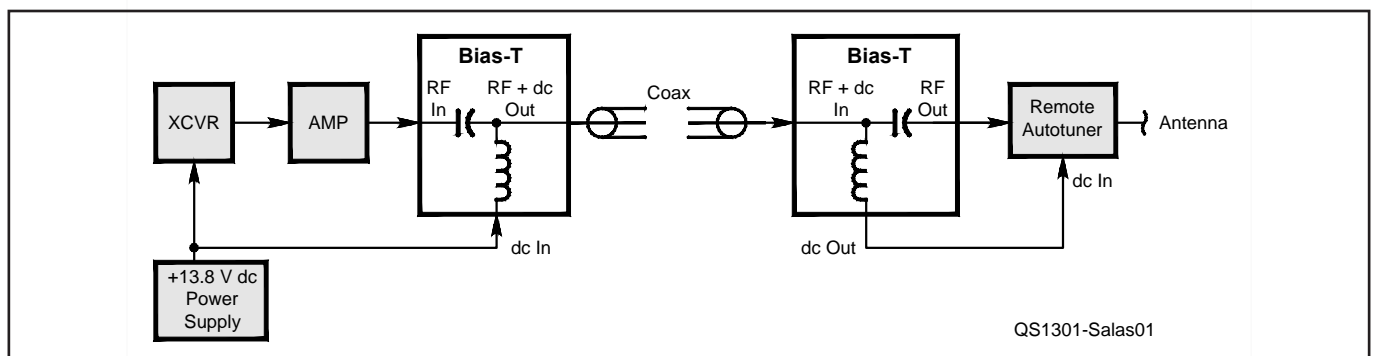 Bias-T
RF
In
RF + dc
Out
XCVR
AMP
dc In
+13.8 V dc
Power
Supply
Coax
Bias-T
RF + dc
In
RF
Out
dc Out
Remote
Autotuner
dc In
Antenna
QS1301-Salas01